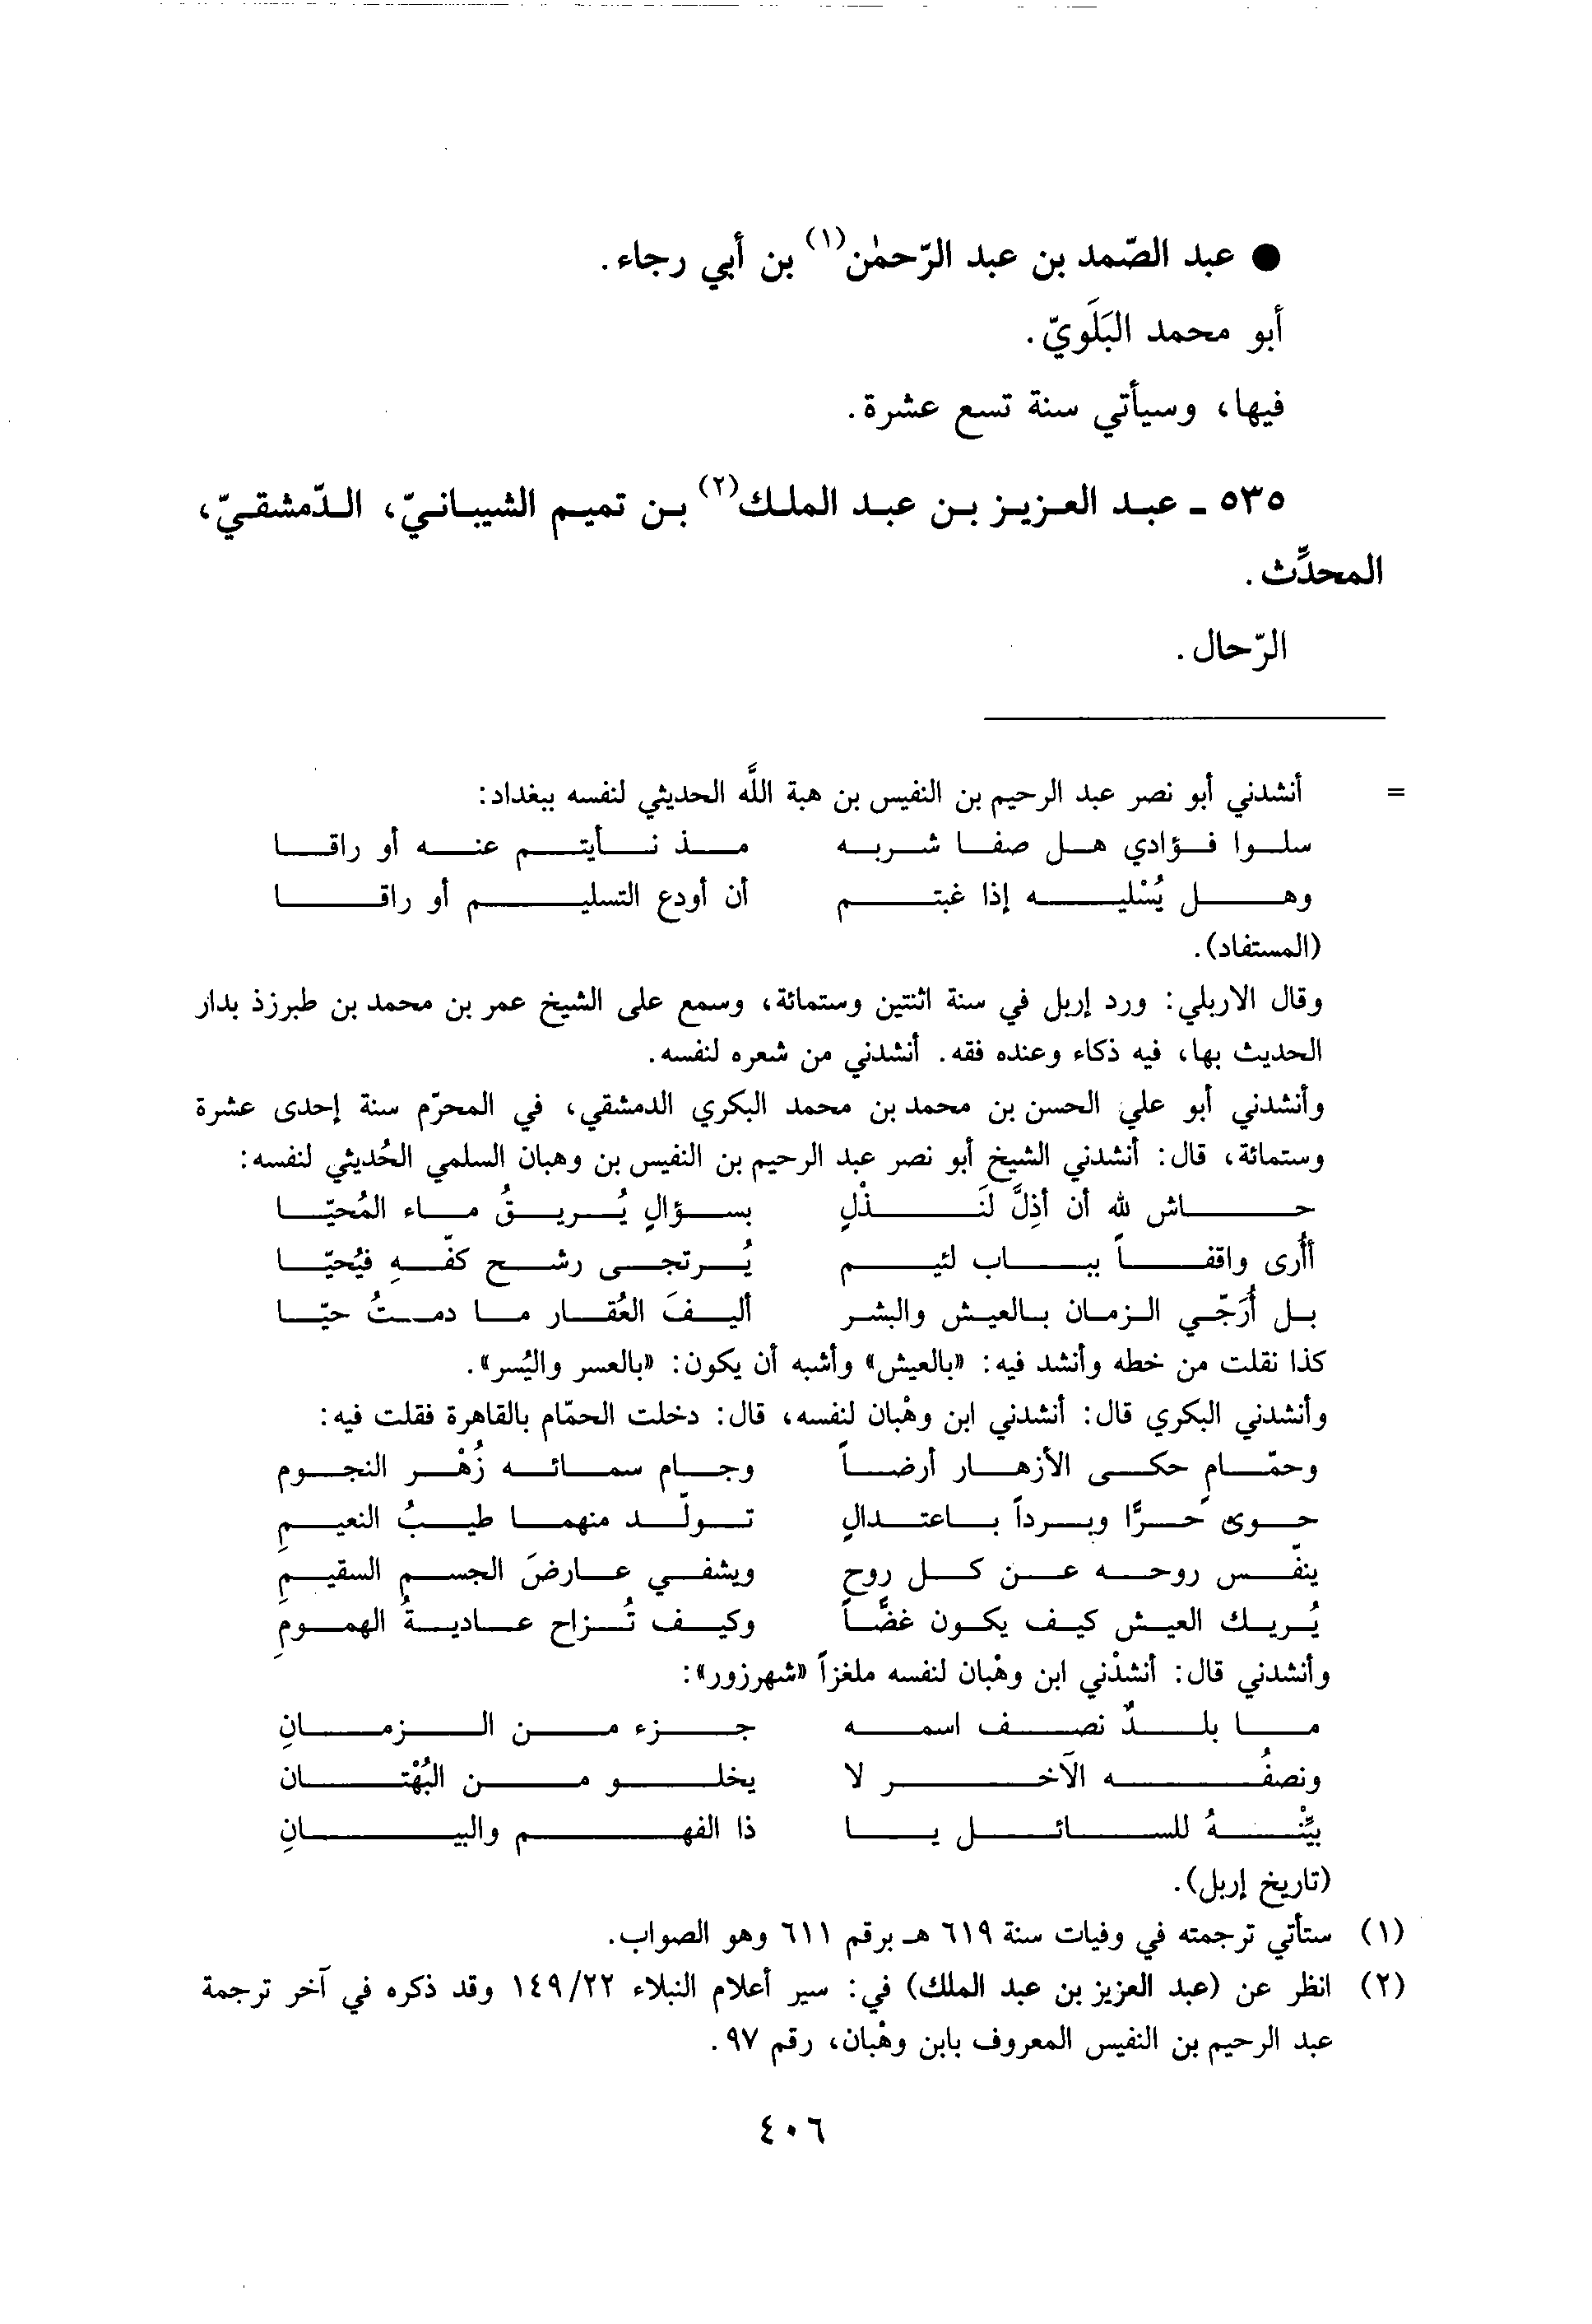 ● عبد الصّمد بن عبد الرّحمٰن(١) بن أبي رجاء.
أبو محمد البَلَويّ.
فيها، وسيأتي سنة تسع عشرة.
٥٣٥ ـ عبد العزيز بن عبد الملك(٢) بن تميم الشيبانيّ، الدّمشقيّ،
المحدِّث.
الرّحال.
= أنشدني أبو نصر عبد الرحيم بن النفيس بن هبة اللَّه الحديثي لنفسه ببغداد:
سلوا فؤادي هل صفا شربه مذ نأيتم عنه أو راقا
وهل يُسْليه إذا غبتم أن أودع التسليم أو راقا
(المستفاد).
وقال الاربلي: ورد إربل في سنة اثنتين وستمائة، وسمع على الشيخ عمر بن محمد بن طبرزذ بدار
الحديث بها، فيه ذكاء وعنده فقه. أنشدني من شعره لنفسه.
وأنشدني أبو علي الحسن بن محمد بن محمد البكري الدمشقي، في المحرّم سنة إحدى عشرة
وستمائة، قال: أنشدني الشيخ أبو نصر عبد الرحيم بن النفيس بن وهبان السلمي الحُديثي لنفسه:
حاش لله أن أذِلَّ لنَذْلٍ بسؤالٍ يُريقُ ماء المُحيّا
أأُرى واقفاً بباب لئيم يُرتجى رشح كفّهِ فيُحيّا
بل أُرَجّي الزمان بالعيش والبشر أليفَ العُقار ما دمتُ حيّا
كذا نقلت من خطه وأنشد فيه: «بالعيش» وأشبه أن يكون: «بالعسر واليُسر».
وأنشدني البكري قال: أنشدني ابن وهْبان لنفسه، قال: دخلت الحمّام بالقاهرة فقلت فيه:
وحمّامٍ حكى الأزهار أرضاً وجام سمائه زُهْر النجوم
حوى حَرًّا وبرداً باعتدالٍ تولّد منهما طيبُ النعيمِ
ينفّس روحه عن كل روح ويشفي عارضَ الجسم السقيمِ
يُريك العيش كيف يكون غضًّاً وكيف تُزاح عاديةُ الهمومِ
وأنشدني قال: أنشدْني ابن وهْبان لنفسه ملغزاً «شهرزور»:
ما بلدٌ نصف اسمه جزء من الزمانِ
ونصفُه الآخر لا يخلو من البُهْتان
بيِّنْهُ للسائل يا ذا الفهم والبيانِ
(تاريخ إربل).
(١) ستأتي ترجمته في وفيات سنة ٦١٩ هـ برقم ٦١١ وهو الصواب.
(٢) انظر عن (عبد العزيز بن عبد الملك) في: سير أعلام النبلاء ١٤٩/٢٢ وقد ذكره في آخر ترجمة
عبد الرحيم بن النفيس المعروف بابن وهْبان، رقم ٩٧.
٤٠٦